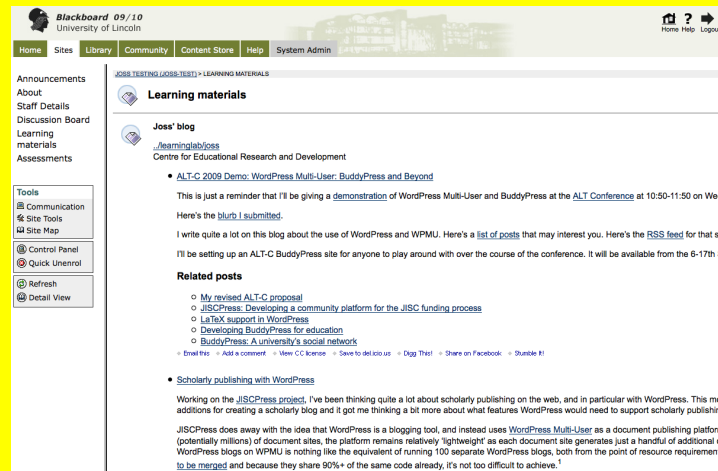 Blackboard 09/10
University of Lincoln
Home Help Logou
Home Sites Library Community Content Store Help System Admin
JOSS TESTING (JOSS-TEST) > LEARNING MATERIALS
Announcements
About
Staff Details
Discussion Board
Learning
materials
Assessments
Tools
Communication
Site Tools
Site Map
Control Panel
Quick Unenrol
Refresh
Detail View
Learning materials
Joss' blog
../learninglab/joss
Centre for Educational Research and Development
ALT-C 2009 Demo: WordPress Multi-User: BuddyPress and Beyond
This is just a reminder that I'll be giving a demonstration of WordPress Multi-User and BuddyPress at the ALT Conference at 10:50-11:50 on We
Here's the blurb I submitted.
I write quite a lot on this blog about the use of WordPress and WPMU. Here's a list of posts that may interest you. Here's the RSS feed for that s
I'll be setting up an ALT-C BuddyPress site for anyone to play around with over the course of the conference. It will be available from the 6-17th
Related posts
My revised ALT-C proposal
JISCPress: Developing a community platform for the JISC funding process
LaTeX support in WordPress
Developing BuddyPress for education
BuddyPress: A university's social network
Email this Add a comment View CC license Save to del.icio.us Digg This! Share on Facebook Stumble It!
Scholarly publishing with WordPress
Working on the JISCPress project, I've been thinking quite a lot about scholarly publishing on the web, and in particular with WordPress. This mo
additions for creating a scholarly blog and it got me thinking a bit more about what features WordPress would need to support scholarly publishin
JISCPress does away with the idea that WordPress is a blogging tool, and instead uses WordPress Multi-User as a document publishing platfor
(potentially millions) of document sites, the platform remains relatively 'lightweight' as each document site generates just a handful of additional
WordPress blogs on WPMU is nothing like the equivalent of running 100 separate WordPress blogs, both from the point of resource requiremen
to be merged and because they share 90%+ of the same code already, it's not too difficult to achieve.1